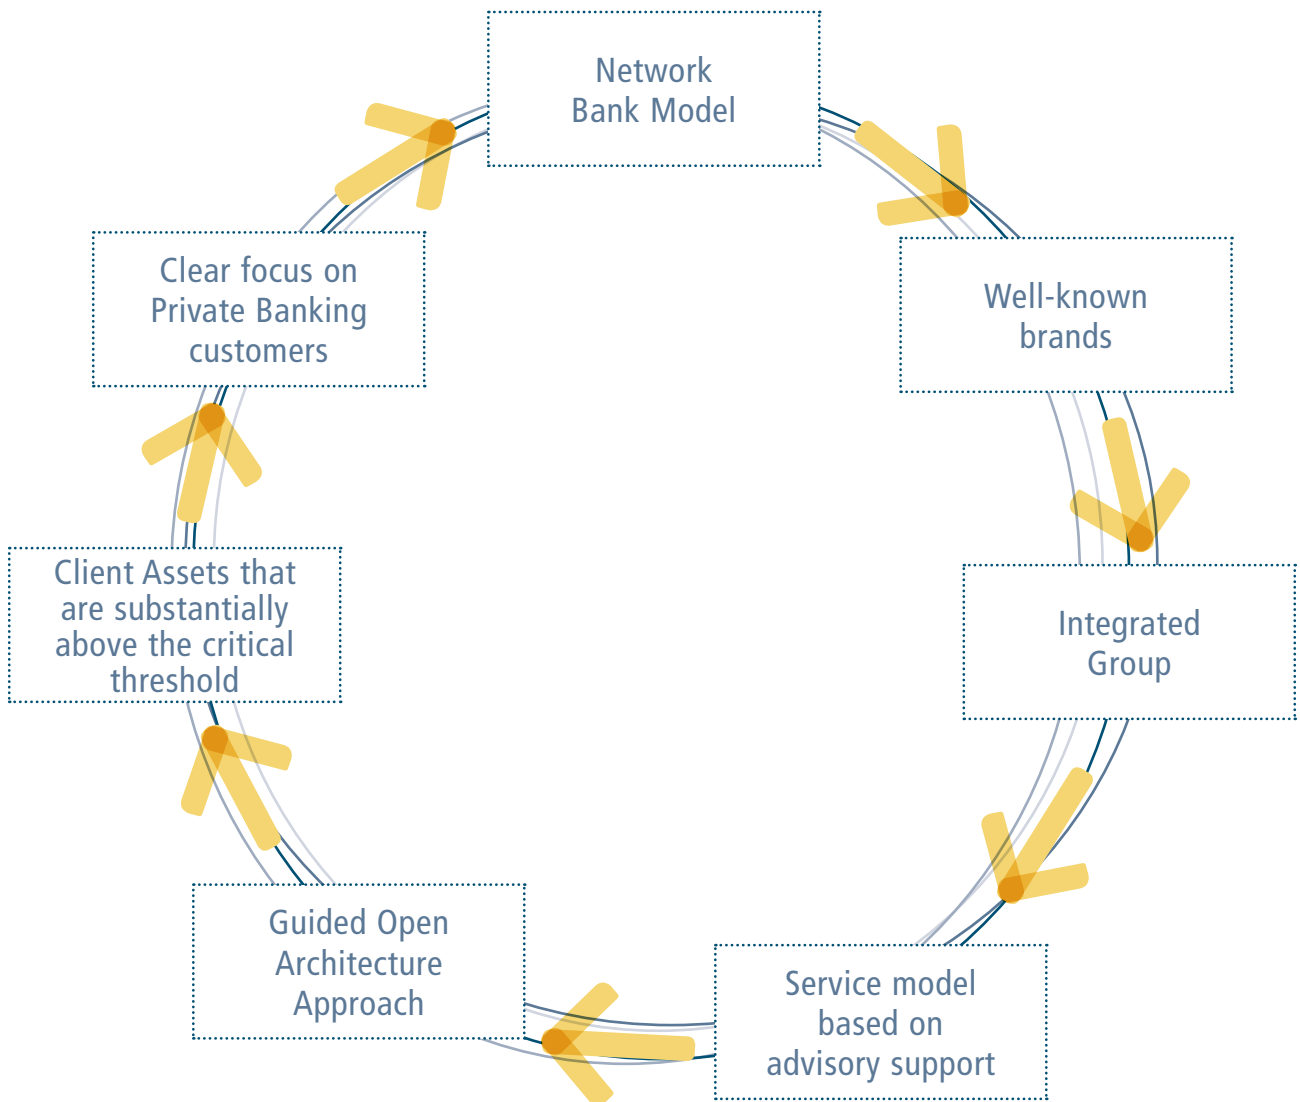 Network
Bank Model
Well-known
brands
Integrated
Group
Service model
based on
advisory support
Guided Open
Architecture
Approach
Client Assets that
are substantially
above the critical
threshold
Clear focus on
Private Banking
customers